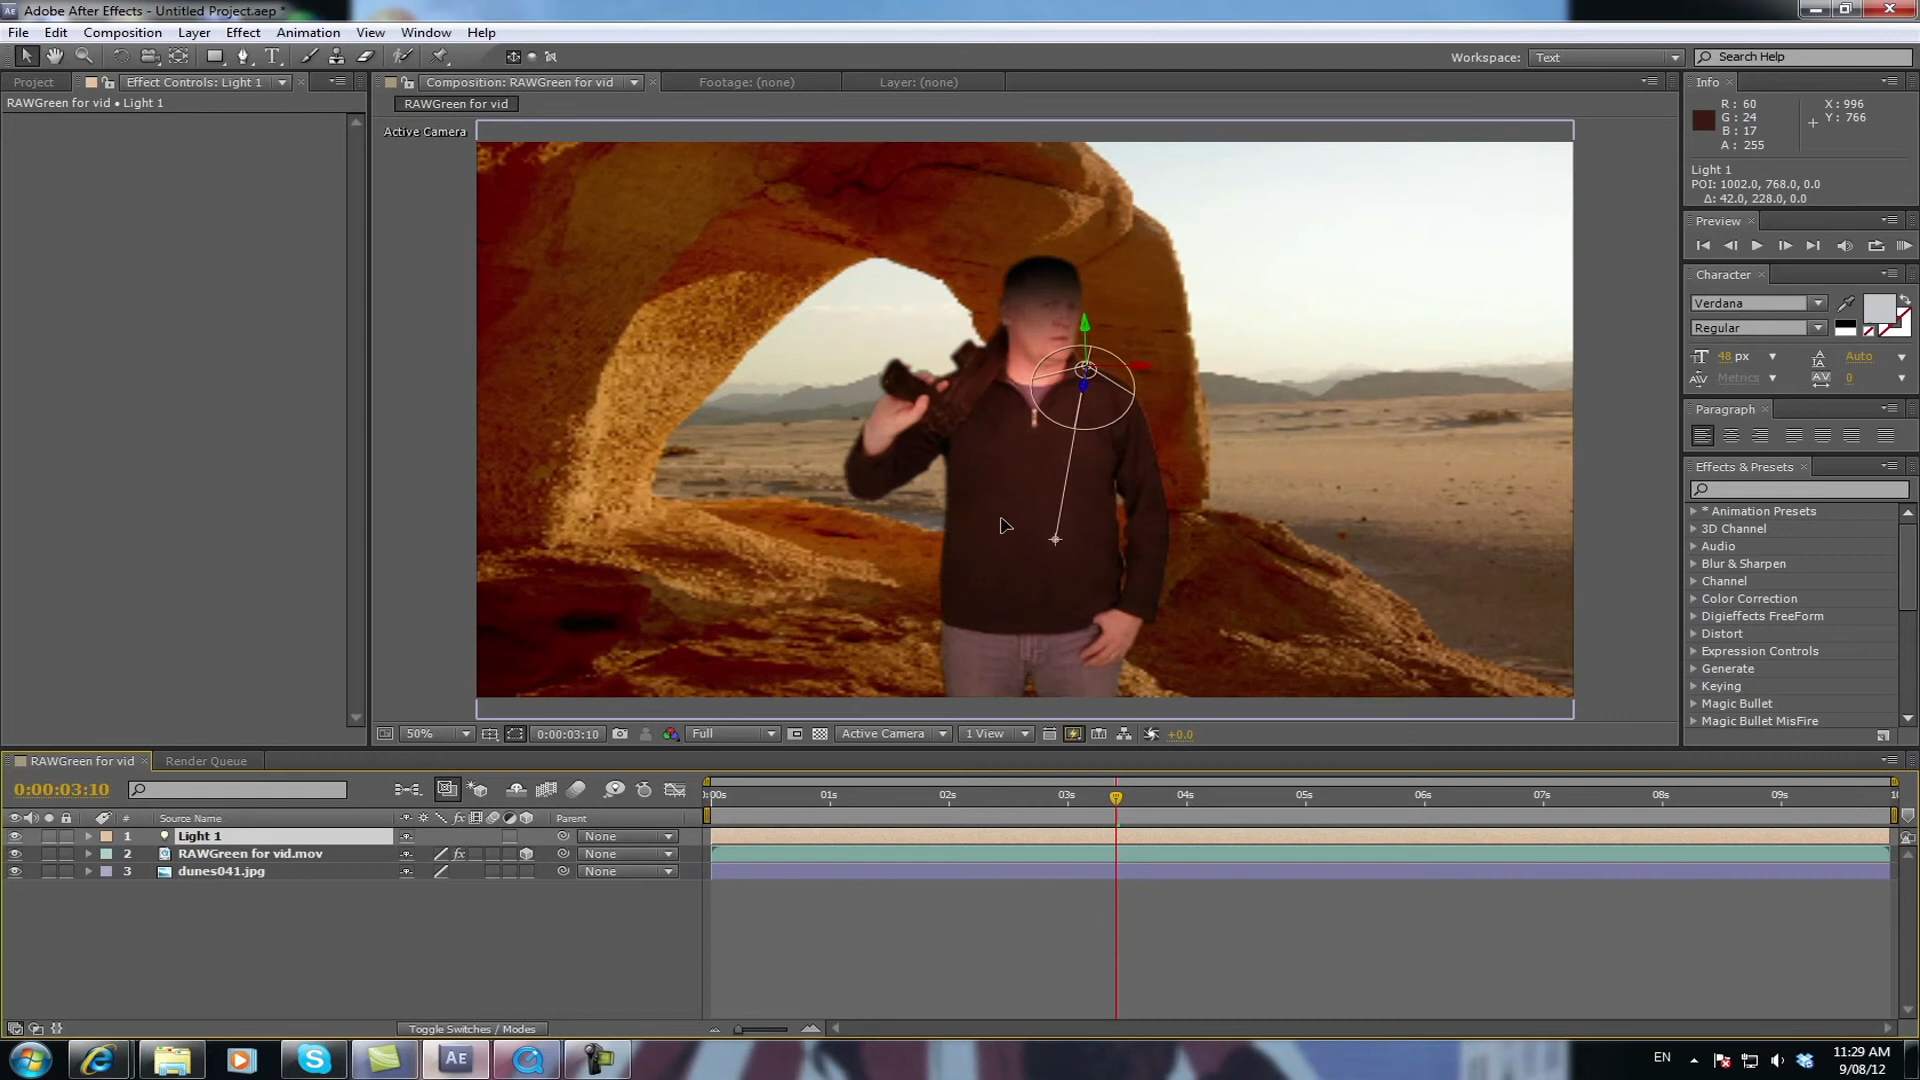 Adobe After Effects - Untitled Project.aep *
File Edit Composition Layer Effect Animation View Window Help
Workspace: Text Search Help
Project Effect Controls: Light 1
Composition: RAWGreen for vid Footage: (none) Layer: (none)
RAWGreen for vid • Light 1
RAWGreen for vid
Active Camera
Info
R: 60 X: 996
G: 24 Y: 766
B: 17
A: 255
Light 1
POI: 1002.0, 768.0, 0.0
Δ: 42.0, 228.0, 0.0
Preview
Character
Verdana
Regular
48 px Auto
Metrics 0
Paragraph
Effects & Presets
* Animation Presets
3D Channel
Audio
Blur & Sharpen
Channel
Color Correction
Digieffects FreeForm
Distort
Expression Controls
Generate
Keying
Magic Bullet
Magic Bullet MisFire
50% 0:00:03:10 Full Active Camera 1 View +0.0
RAWGreen for vid Render Queue
0:00:03:10
0:00s 01s 02s 03s 04s 05s 06s 07s 08s 09s 10
# Source Name Parent
1 Light 1 None
2 RAWGreen for vid.mov None
3 dunes041.jpg None
Toggle Switches / Modes
EN
11:29 AM
9/08/12